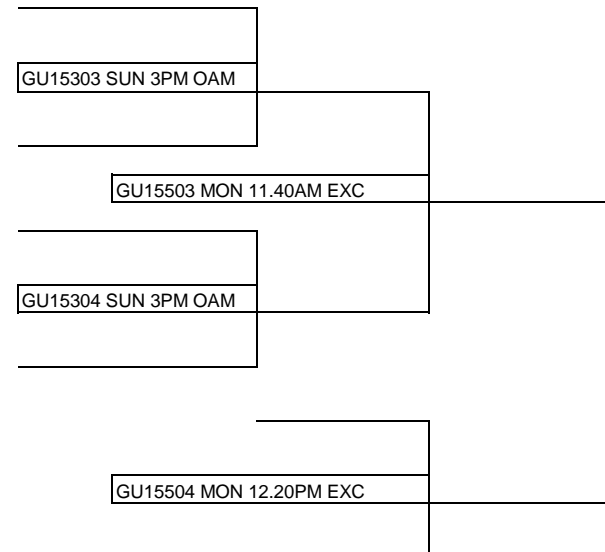 GU15303 SUN 3PM OAM
GU15503 MON 11.40AM EXC
GU15304 SUN 3PM OAM
GU15504 MON 12.20PM EXC